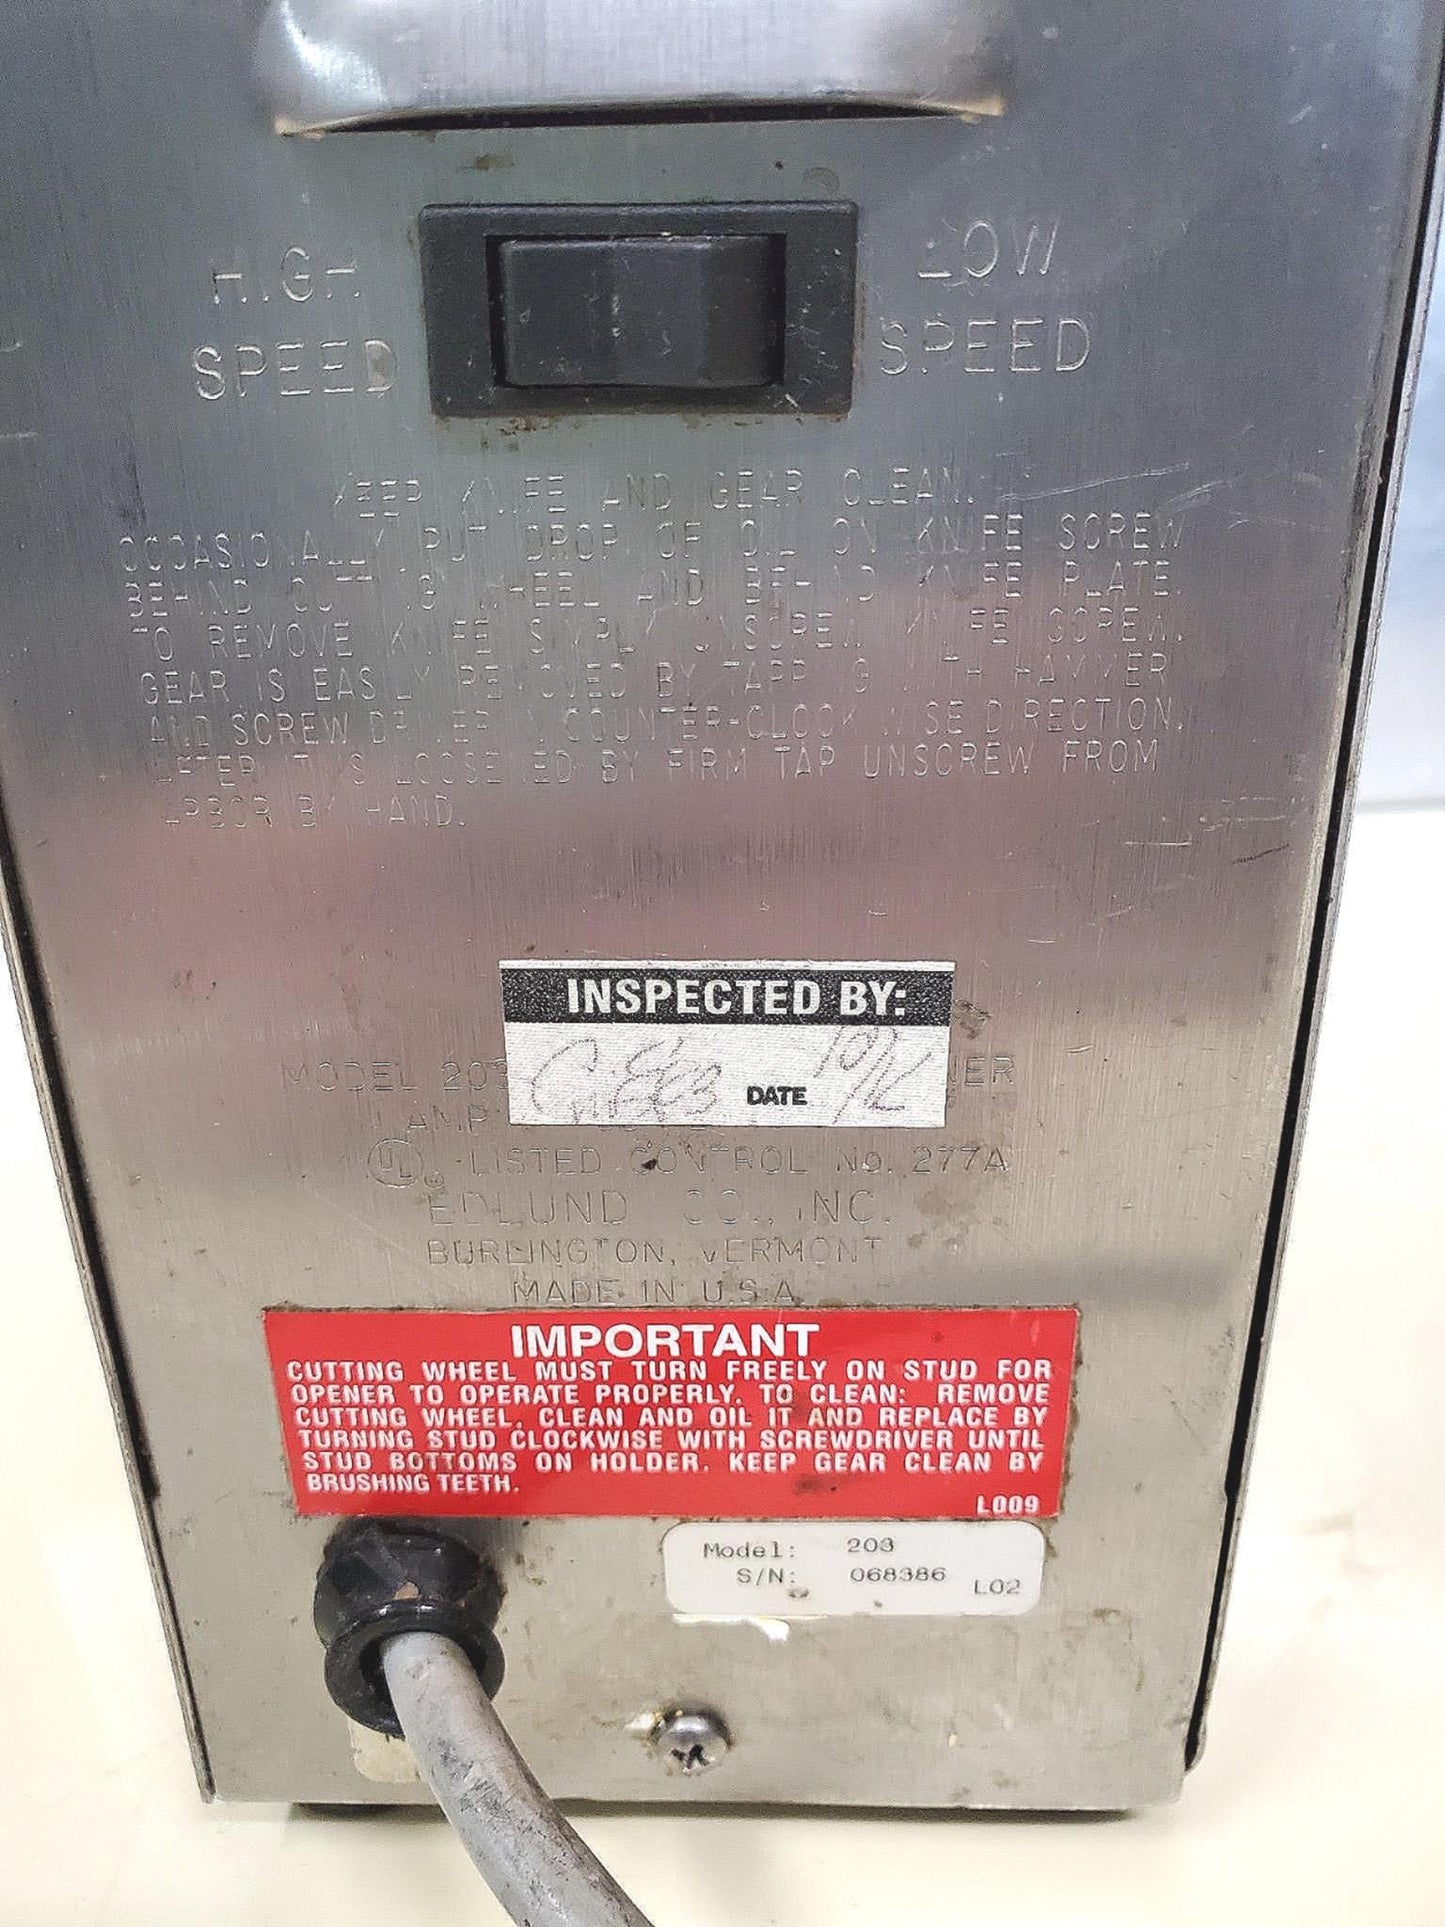 HIGH
SPEED
LOW
SPEED
KEEP KNIFE AND GEAR CLEAN.
OCCASIONALLY PUT DROP OF OIL ON KNIFE SCREW
BEHIND CUTTING WHEEL AND BEHIND KNIFE PLATE.
TO REMOVE KNIFE SIMPLY UNSCREW KNIFE SCREW.
GEAR IS EASILY REMOVED BY TAPPING WITH HAMMER
AND SCREW DRIVER IN COUNTER-CLOCKWISE DIRECTION.
AFTER IT IS LOOSENED BY FIRM TAP UNSCREW FROM
ARBOR BY HAND.
INSPECTED BY:
DATE
MODEL 203
AMP
UL LISTED CONTROL No. 277A
EDLUND CO., INC.
BURLINGTON, VERMONT
MADE IN U.S.A.
IMPORTANT
CUTTING WHEEL MUST TURN FREELY ON STUD FOR
OPENER TO OPERATE PROPERLY. TO CLEAN: REMOVE
CUTTING WHEEL. CLEAN AND OIL IT AND REPLACE BY
TURNING STUD CLOCKWISE WITH SCREWDRIVER UNTIL
STUD BOTTOMS ON HOLDER. KEEP GEAR CLEAN BY
BRUSHING TEETH.
L009
Model: 203
S/N: 068386 L02